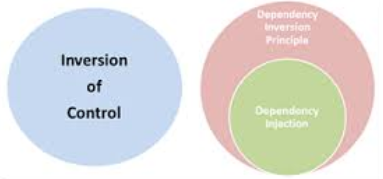 Inversion
of
Control
Dependency
Inversion
Principle
Dependency
Injection